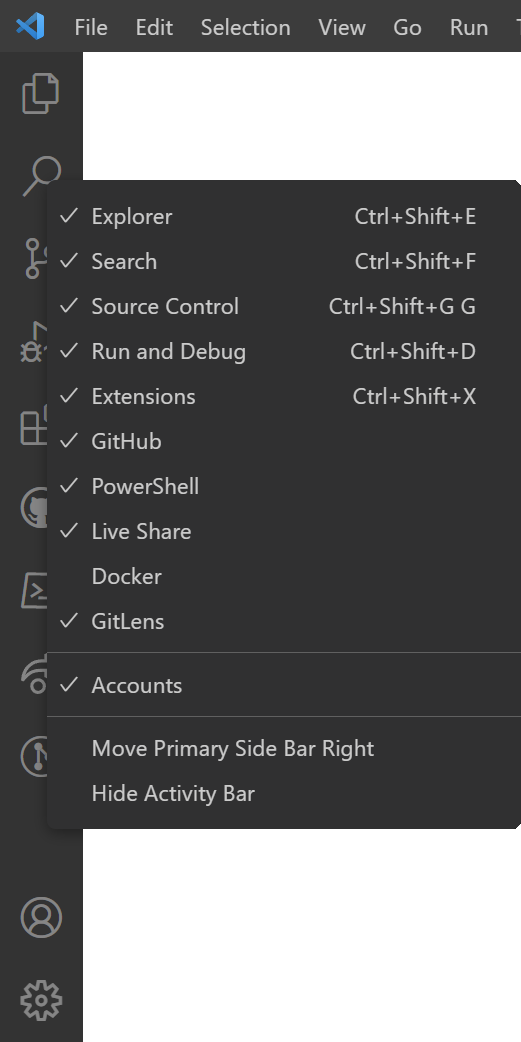 File Edit Selection View Go Run
Explorer Ctrl+Shift+E
Search Ctrl+Shift+F
Source Control Ctrl+Shift+G G
Run and Debug Ctrl+Shift+D
Extensions Ctrl+Shift+X
GitHub
PowerShell
Live Share
Docker
GitLens
Accounts
Move Primary Side Bar Right
Hide Activity Bar